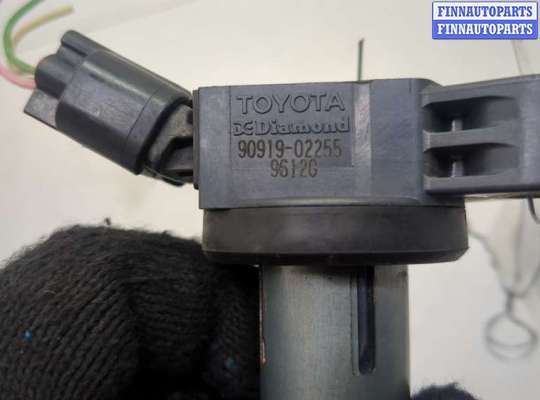 FINNAUTOPARTS
FINNAUTOPARTS
TOYOTA
Diamond
90919-02255
9612G